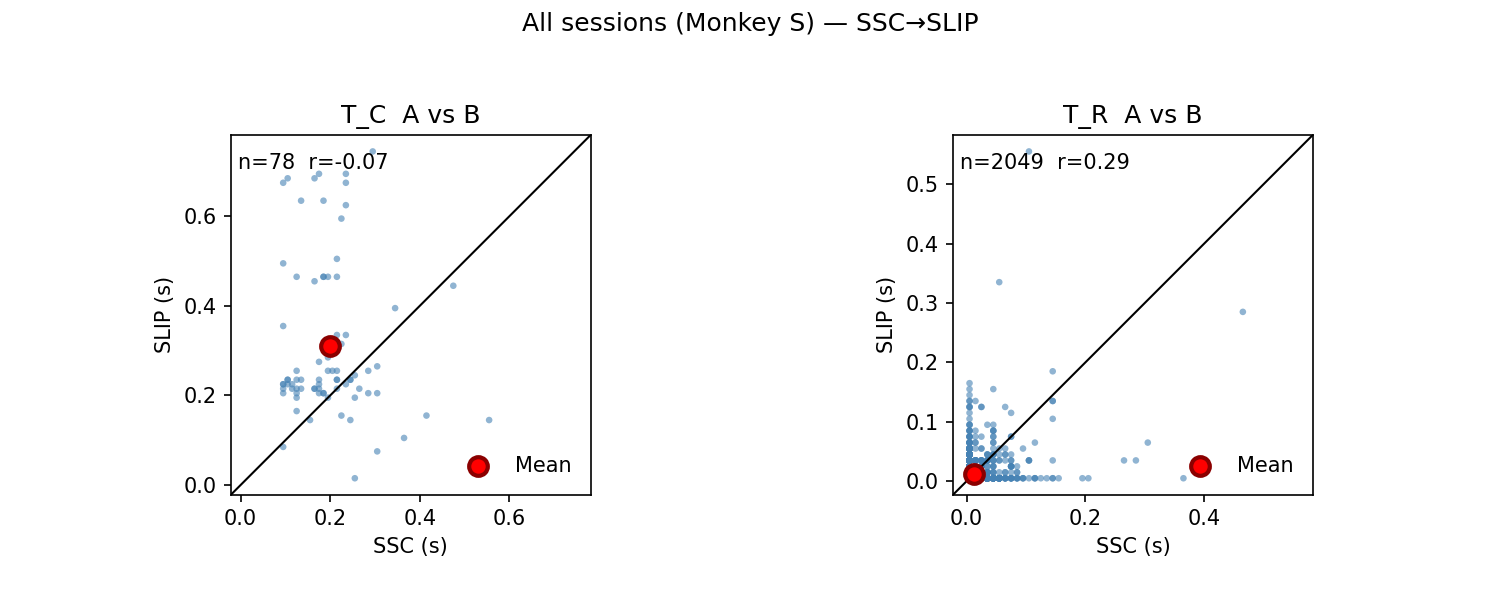 All sessions (Monkey S) — SSC→SLIP
T_C  A vs B
n=78  r=-0.07
0.6
0.4
0.2
0.0
SLIP (s)
Mean
0.0 0.2 0.4 0.6
SSC (s)
T_R  A vs B
n=2049  r=0.29
0.5
0.4
0.3
0.2
0.1
0.0
SLIP (s)
Mean
0.0 0.2 0.4
SSC (s)